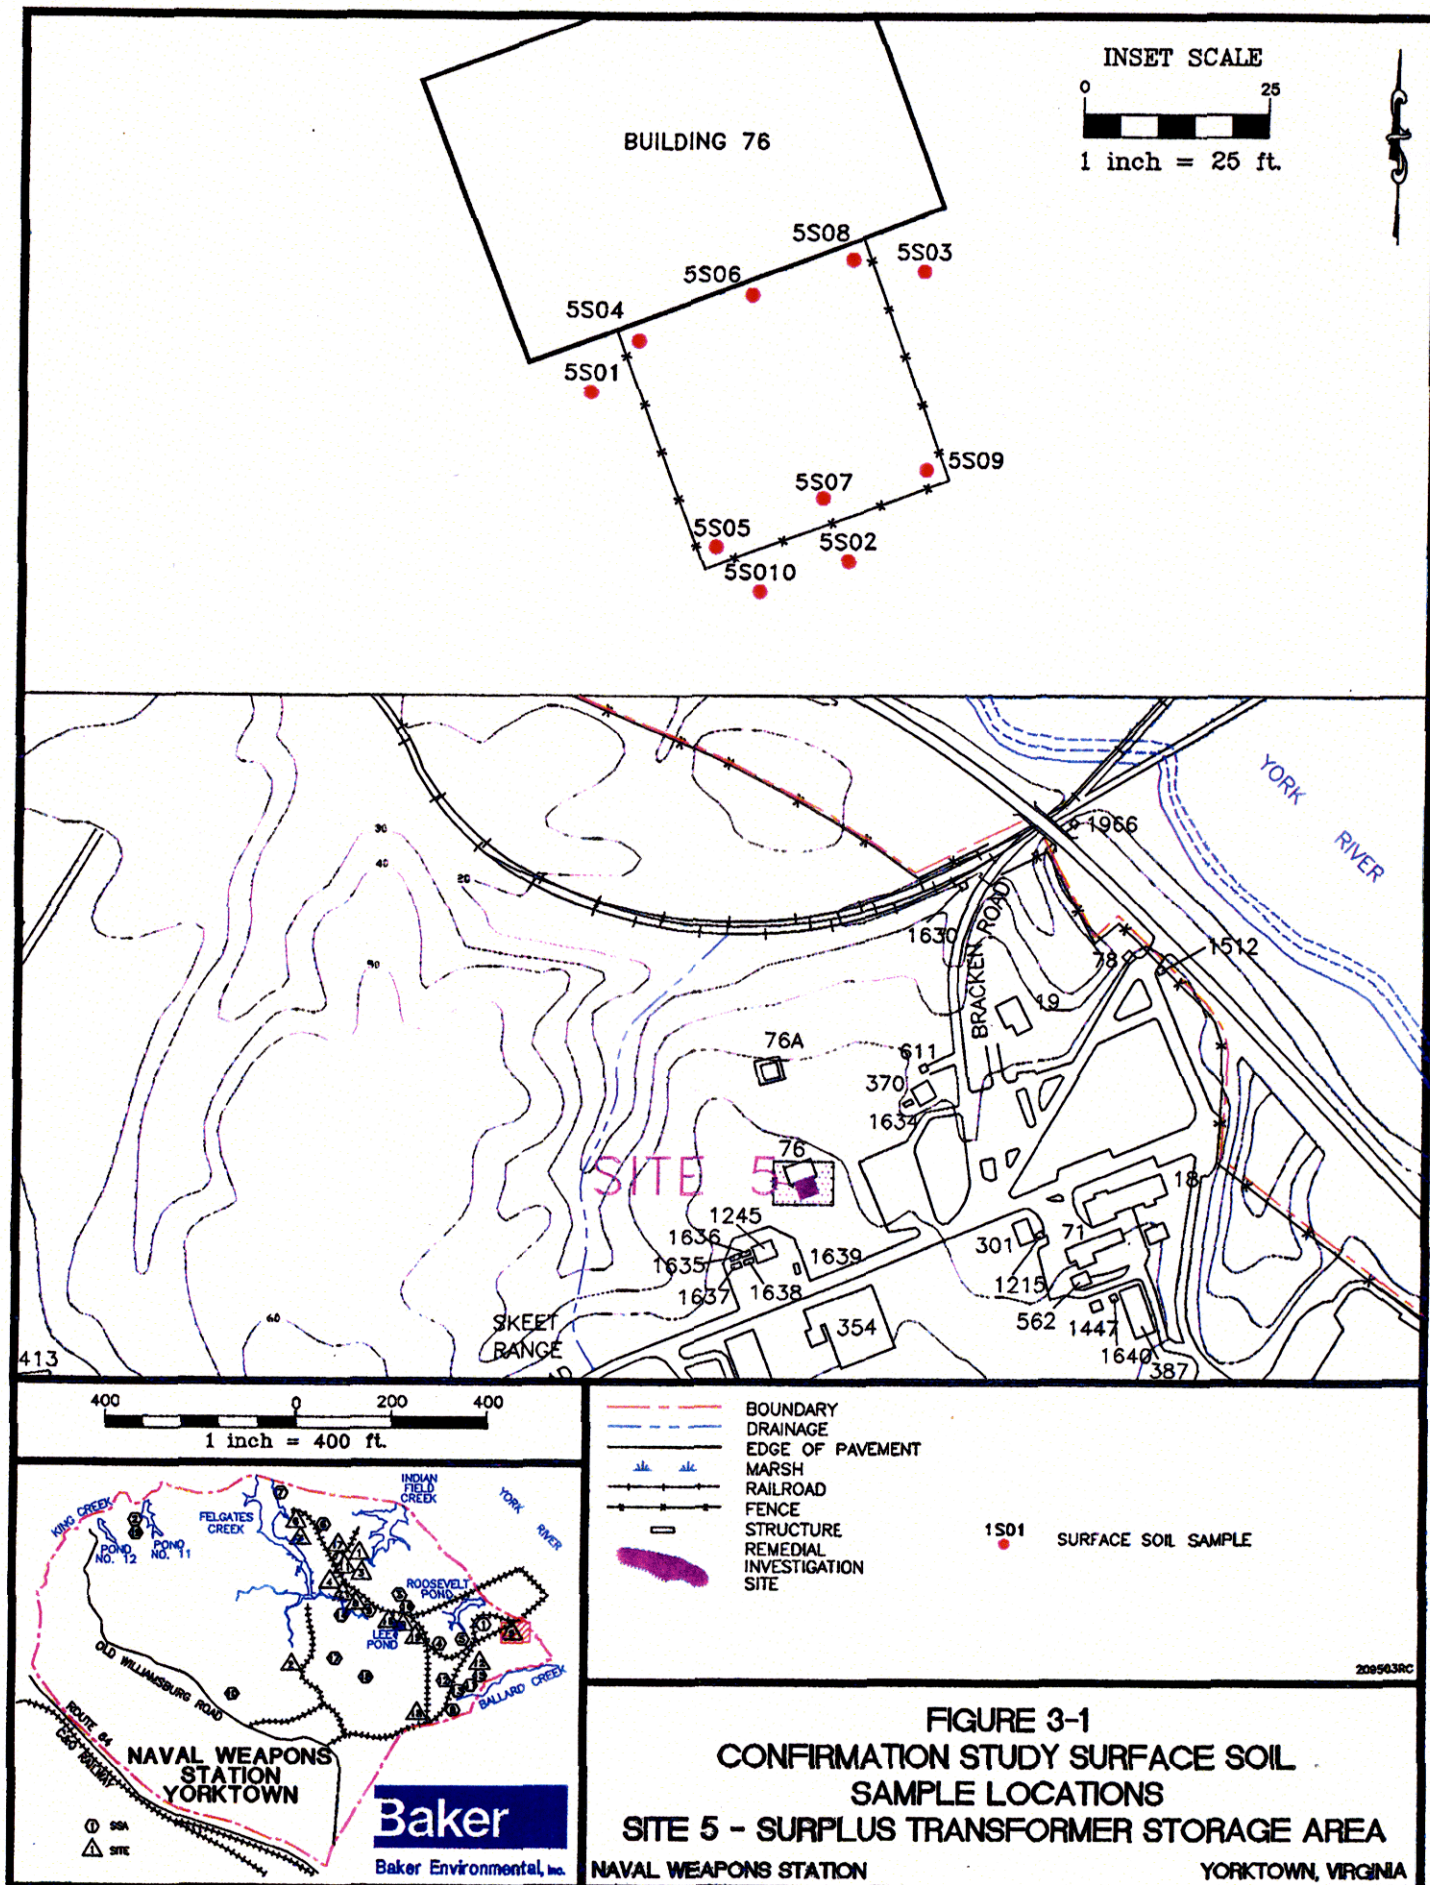 INSET SCALE
0 25
1 inch = 25 ft.
BUILDING 76
5S08
5S03
5S06
5S04
5S01
5S09
5S07
5S05
5S02
5S010
YORK
RIVER
30
40
20
90
1966
1630
BRACKEN ROAD
78
1512
19
76A
611
370
1634
76
SITE 5
18
1245
1636
1635
1639
1637
1638
301
71
1215
562
1447
1640
387
354
60
SKEET
RANGE
413
400 0 200 400
1 inch = 400 ft.
BOUNDARY
DRAINAGE
EDGE OF PAVEMENT
MARSH
RAILROAD
FENCE
STRUCTURE
REMEDIAL
INVESTIGATION
SITE
1S01
SURFACE SOIL SAMPLE
209563RC
KING CREEK
POND
NO. 12
POND
NO. 11
FELGATES
CREEK
INDIAN
FIELD
CREEK
YORK
RIVER
ROOSEVELT
POND
LEE
POND
BALLARD CREEK
OLD WILLIAMSBURG ROAD
ROUTE 64
C&O RAILWAY
NAVAL WEAPONS
STATION
YORKTOWN
SSA
SITE
Baker
Baker Environmental, Inc.
FIGURE 3-1
CONFIRMATION STUDY SURFACE SOIL
SAMPLE LOCATIONS
SITE 5 - SURPLUS TRANSFORMER STORAGE AREA
NAVAL WEAPONS STATION
YORKTOWN, VIRGINIA